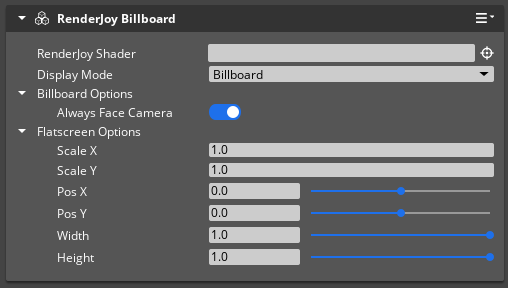 RenderJoy Billboard
RenderJoy Shader
Display Mode Billboard
Billboard Options
Always Face Camera
Flatscreen Options
Scale X 1.0
Scale Y 1.0
Pos X 0.0
Pos Y 0.0
Width 1.0
Height 1.0